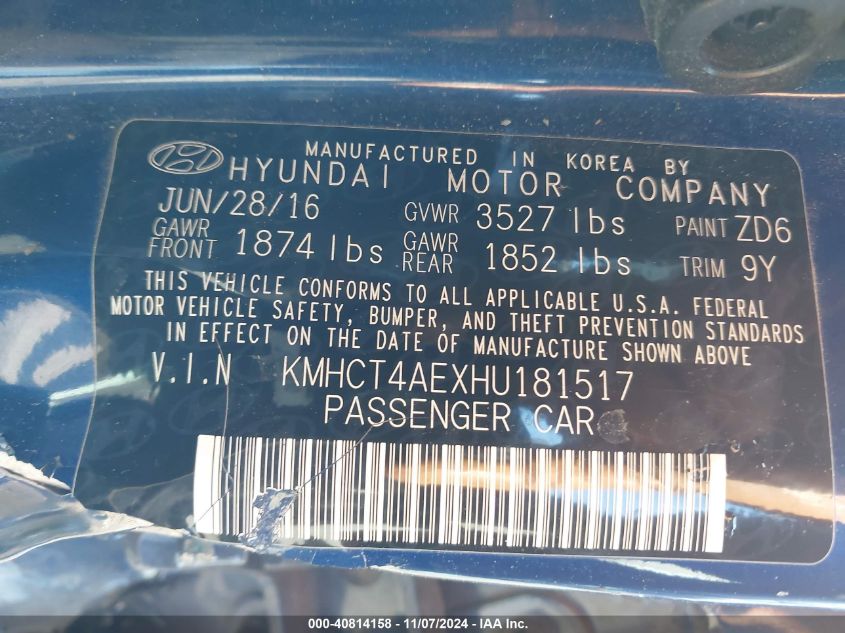 MANUFACTURED IN KOREA BY
HYUNDAI MOTOR COMPANY
JUN/28/16 GVWR 3527 lbs PAINT ZD6
GAWR FRONT 1874 lbs GAWR REAR 1852 lbs TRIM 9Y
THIS VEHICLE CONFORMS TO ALL APPLICABLE U.S.A. FEDERAL
MOTOR VEHICLE SAFETY, BUMPER, AND THEFT PREVENTION STANDARDS
IN EFFECT ON THE DATE OF MANUFACTURE SHOWN ABOVE
V.I.N KMHCT4AEXHU181517
PASSENGER CAR
000-40814158 - 11/07/2024 - IAA Inc.